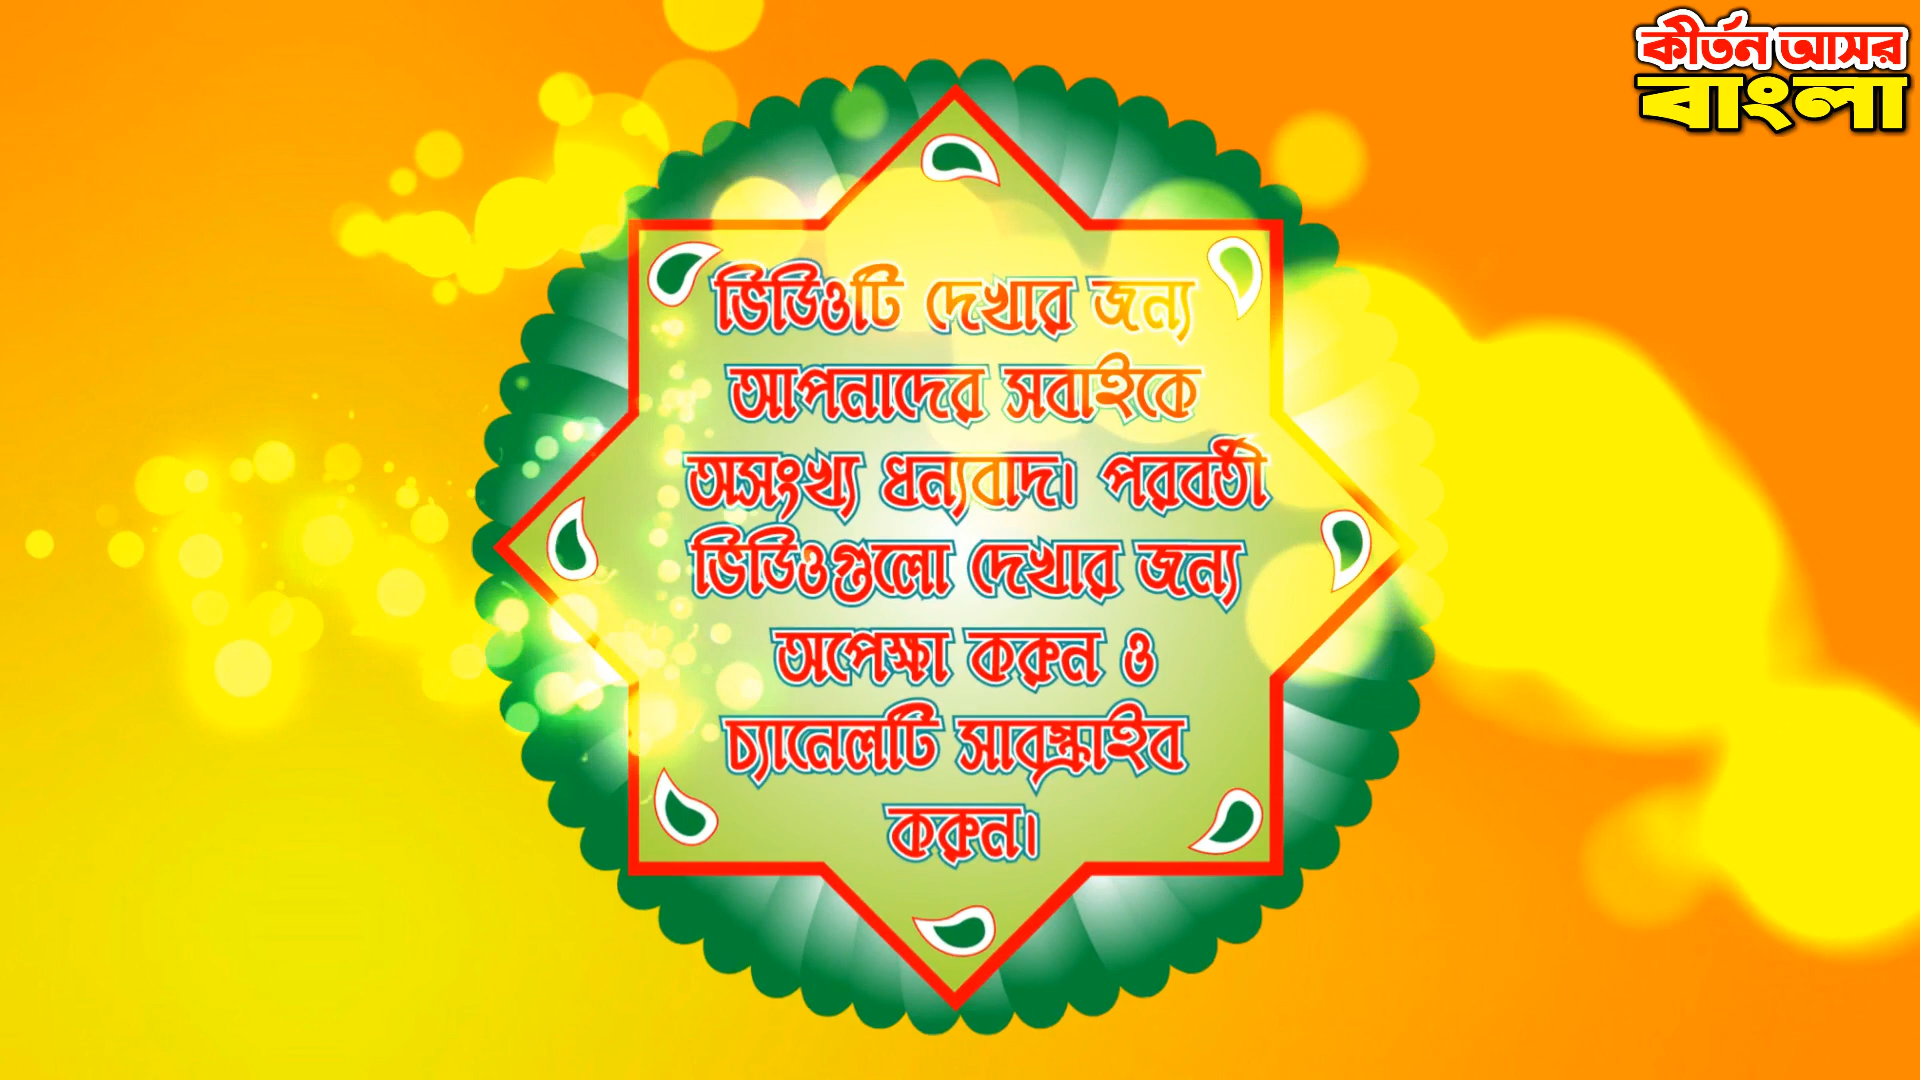 কীর্তন আসর
বাংলা
ভিডিওটি দেখার জন্য
আপনাদের সবাইকে
অসংখ্য ধন্যবাদ। পরবর্তী
ভিডিওগুলো দেখার জন্য
অপেক্ষা করুন ও
চ্যানেলটি সাবস্ক্রাইব
করুন।